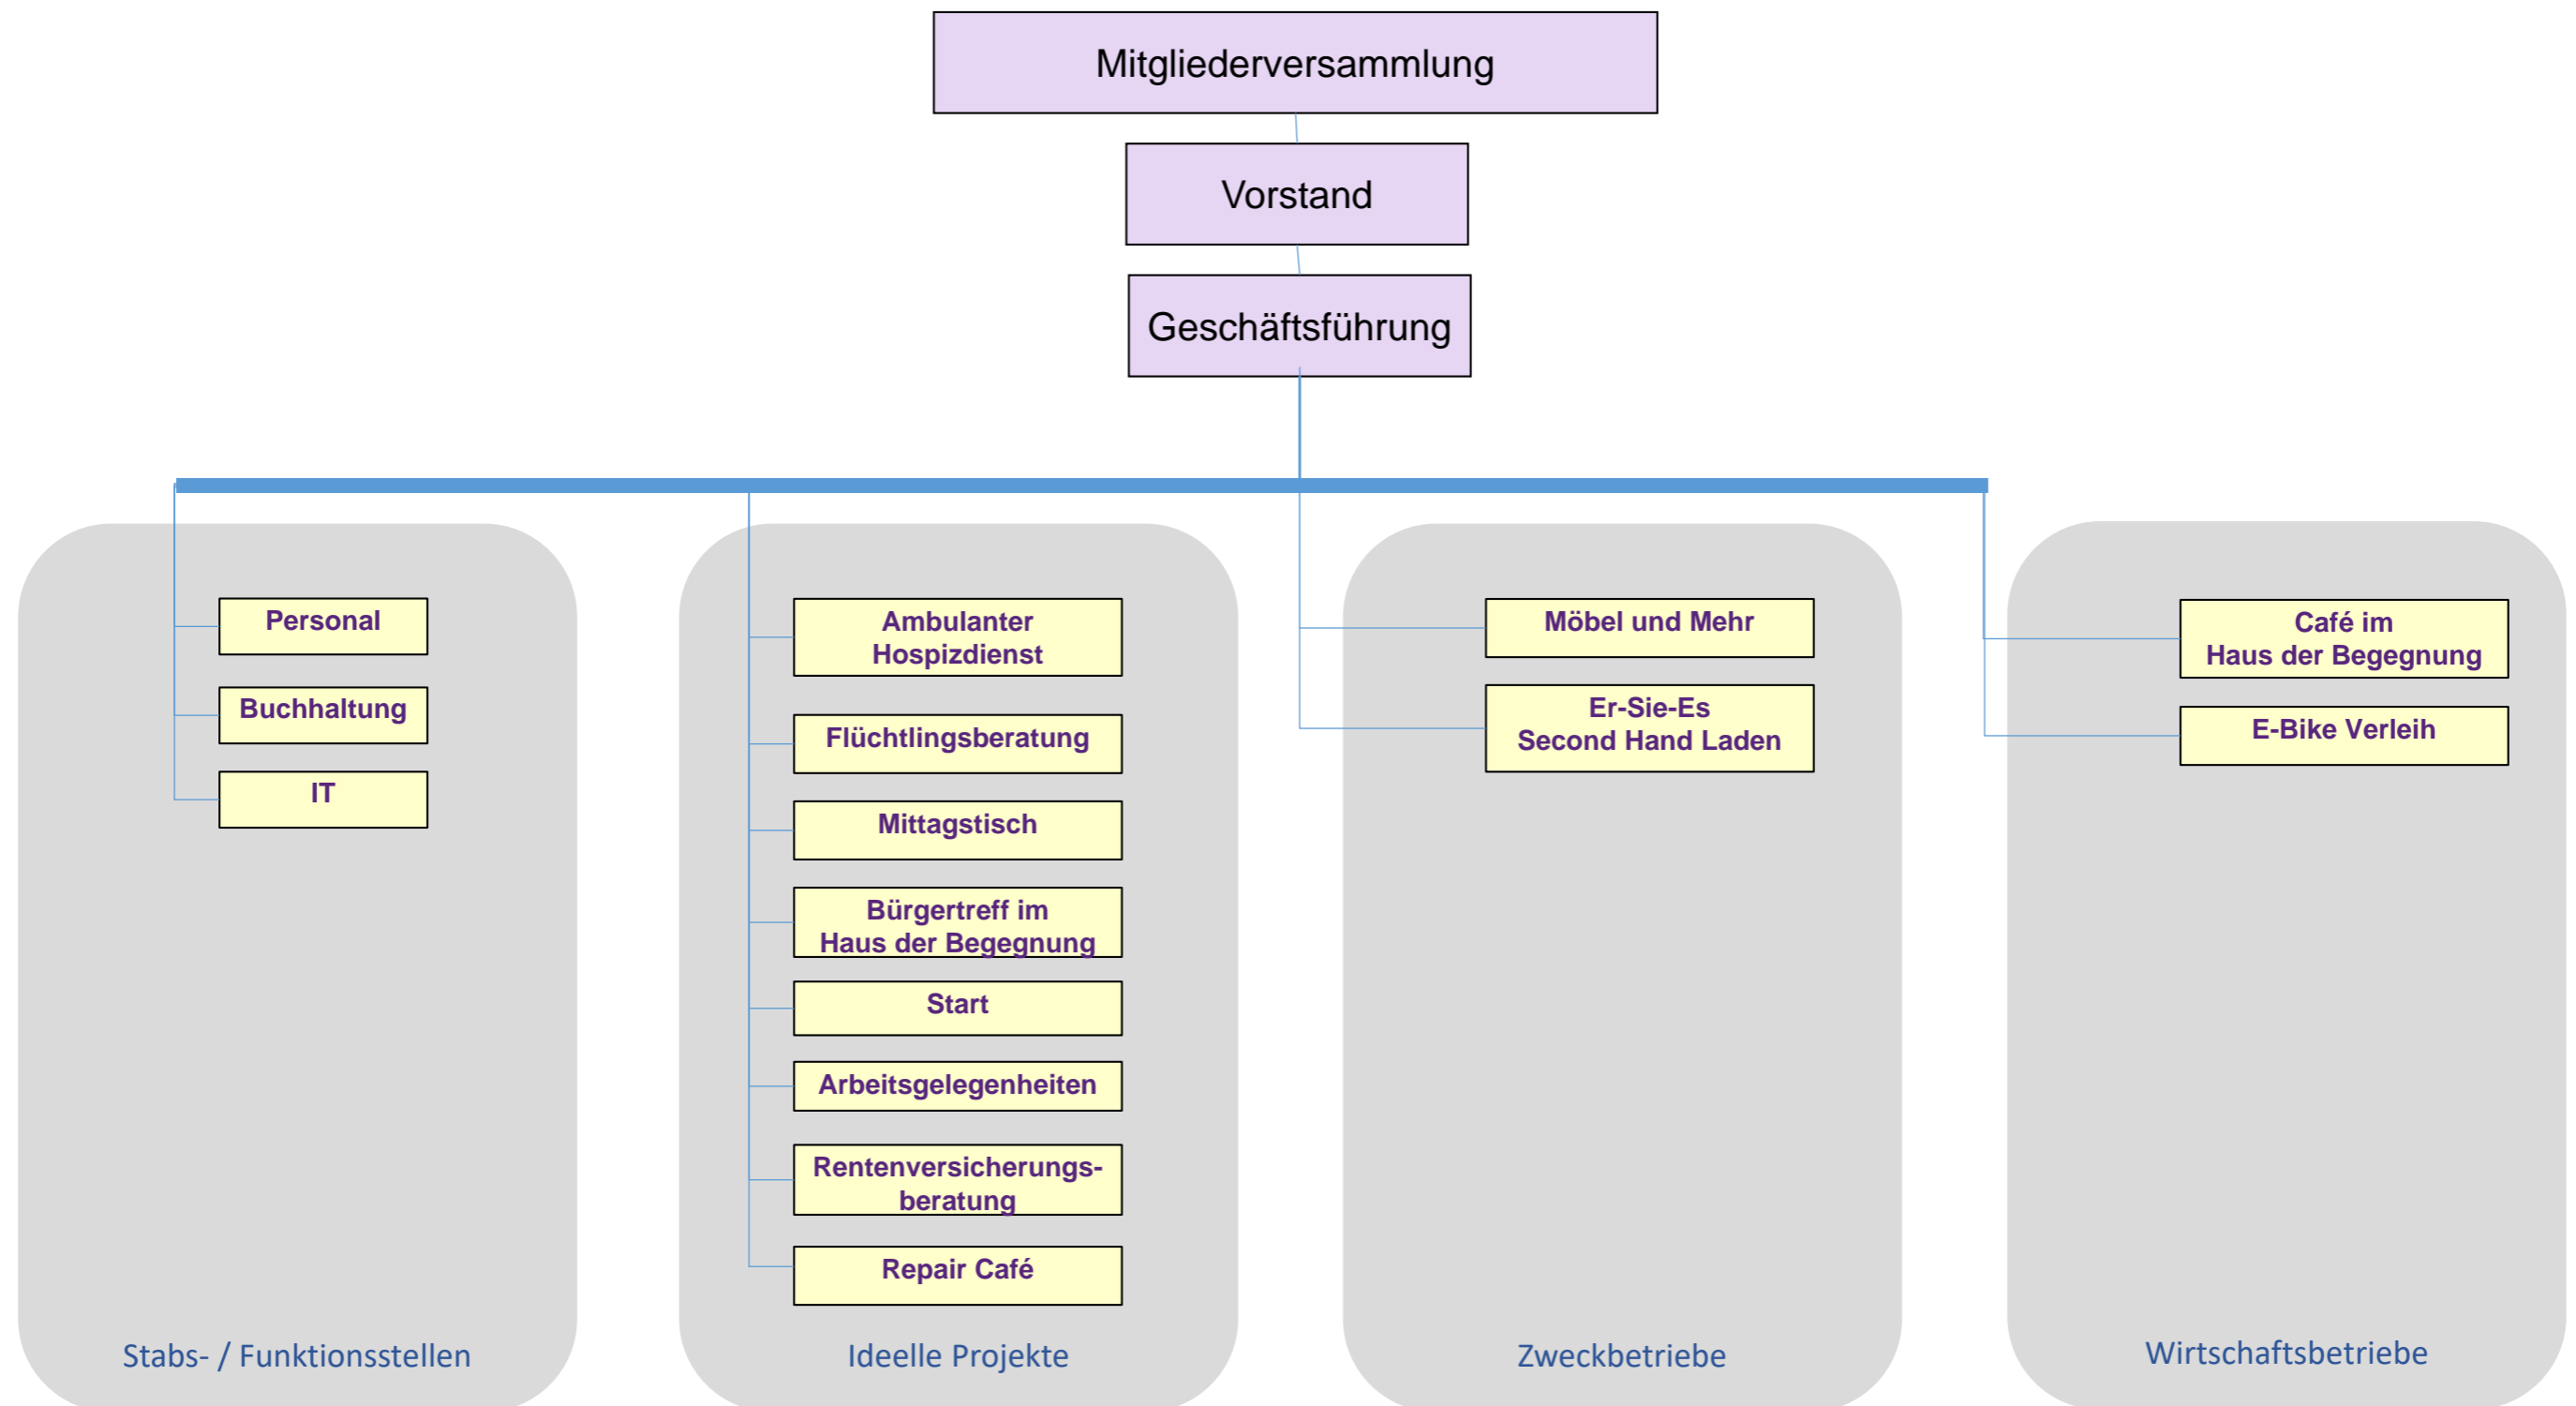 Mitgliederversammlung
Vorstand
Geschäftsführung
Personal
Buchhaltung
IT
Stabs- / Funktionsstellen
Ambulanter
Hospizdienst
Flüchtlingsberatung
Mittagstisch
Bürgertreff im
Haus der Begegnung
Start
Arbeitsgelegenheiten
Rentenversicherungs-
beratung
Repair Café
Ideelle Projekte
Möbel und Mehr
Er-Sie-Es
Second Hand Laden
Zweckbetriebe
Café im
Haus der Begegnung
E-Bike Verleih
Wirtschaftsbetriebe